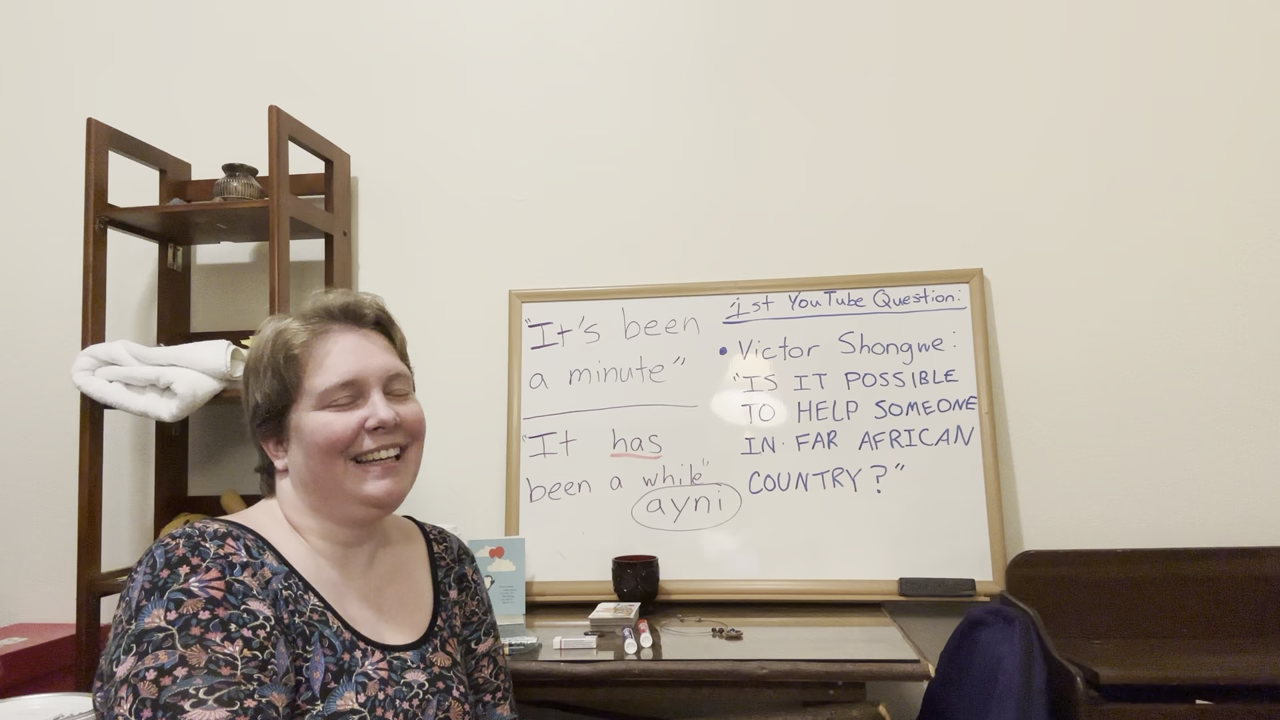 "It's been
a minute"
"It has
been a while"
ayni
1st YouTube Question:
• Victor Shongwe:
"IS IT POSSIBLE
TO HELP SOMEONE
IN FAR AFRICAN
COUNTRY?"